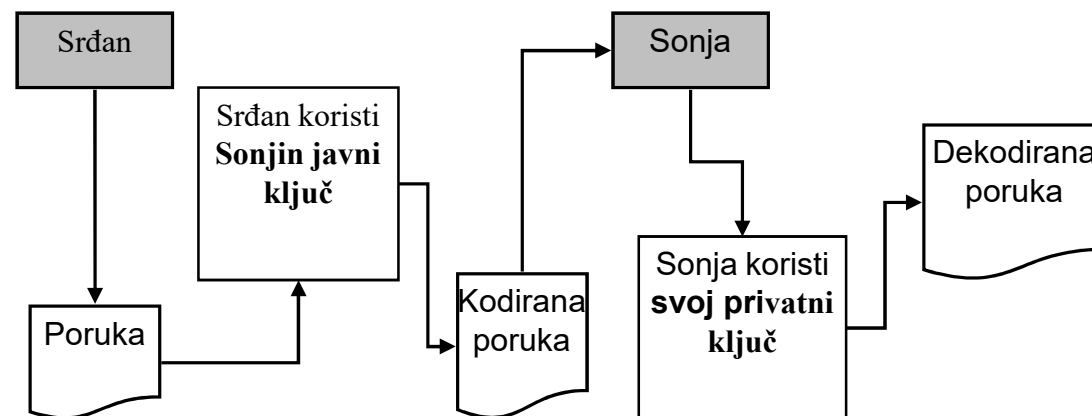 Srđan
Srđan koristi
Sonjin javni
ključ
Poruka
Kodirana
poruka
Sonja
Sonja koristi
svoj privatni
ključ
Dekodirana
poruka